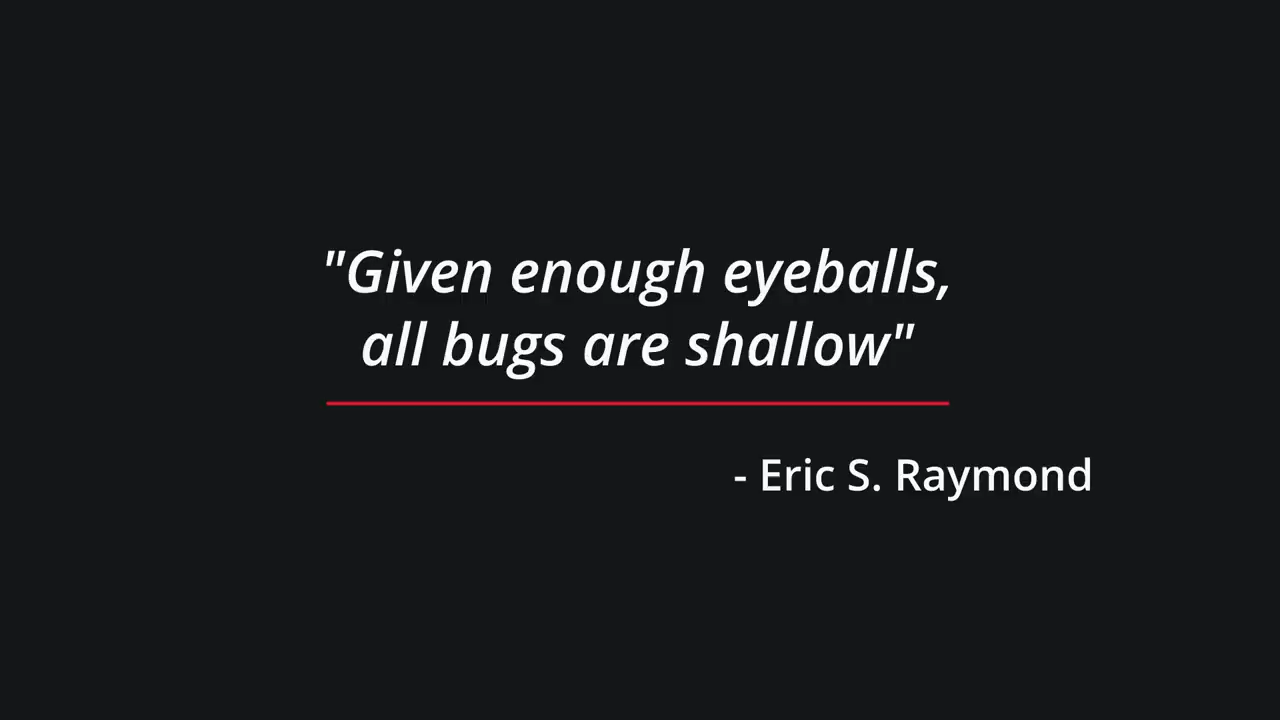 "Given enough eyeballs,
all bugs are shallow"
- Eric S. Raymond